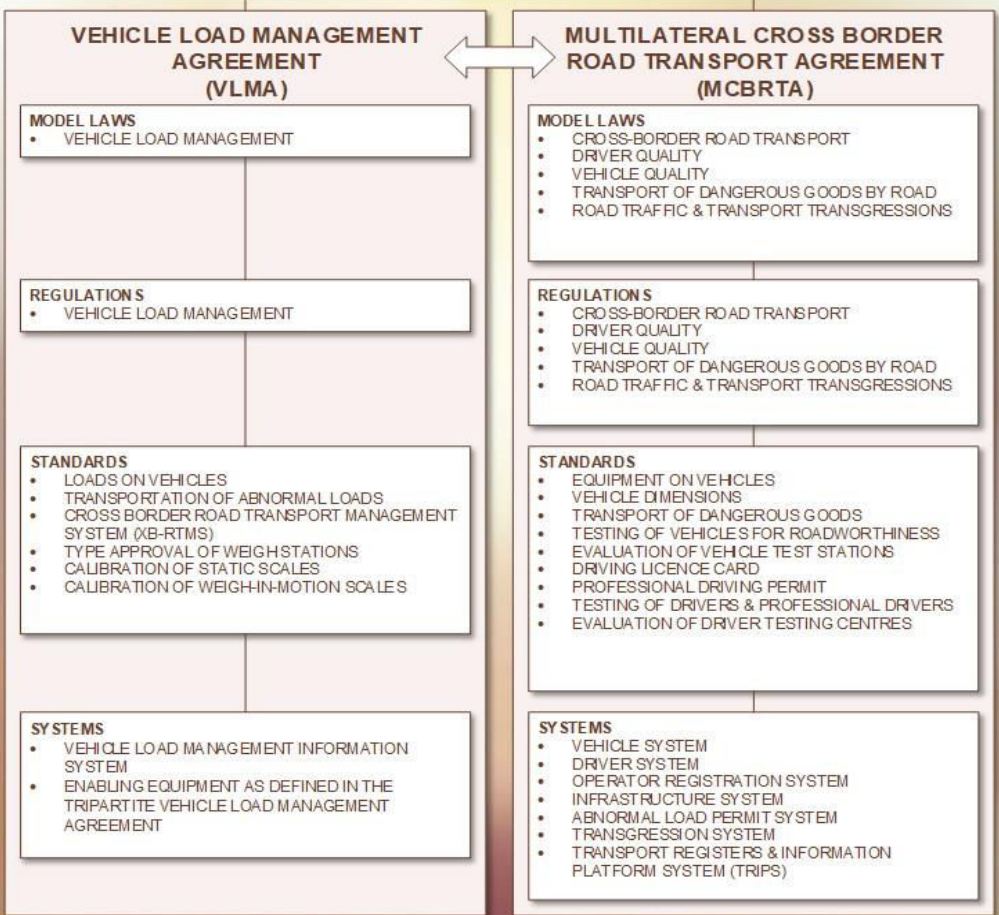 VEHICLE LOAD MANAGEMENT
AGREEMENT
(VLMA)
MODEL LAWS
• VEHICLE LOAD MANAGEMENT
REGULATIONS
• VEHICLE LOAD MANAGEMENT
STANDARDS
• LOADS ON VEHICLES
• TRANSPORTATION OF ABNORMAL LOADS
• CROSS BORDER ROAD TRANSPORT MANAGEMENT
SYSTEM (XB-RTMS)
• TYPE APPROVAL OF WEIGH STATIONS
• CALIBRATION OF STATIC SCALES
• CALIBRATION OF WEIGH-IN-MOTION SCALES
SYSTEMS
• VEHICLE LOAD MANAGEMENT INFORMATION
SYSTEM
• ENABLING EQUIPMENT AS DEFINED IN THE
TRIPARTITE VEHICLE LOAD MANAGEMENT
AGREEMENT
MULTILATERAL CROSS BORDER
ROAD TRANSPORT AGREEMENT
(MCBRTA)
MODEL LAWS
• CROSS-BORDER ROAD TRANSPORT
• DRIVER QUALITY
• VEHICLE QUALITY
• TRANSPORT OF DANGEROUS GOODS BY ROAD
• ROAD TRAFFIC & TRANSPORT TRANSGRESSIONS
REGULATIONS
• CROSS-BORDER ROAD TRANSPORT
• DRIVER QUALITY
• VEHICLE QUALITY
• TRANSPORT OF DANGEROUS GOODS BY ROAD
• ROAD TRAFFIC & TRANSPORT TRANSGRESSIONS
STANDARDS
• EQUIPMENT ON VEHICLES
• VEHICLE DIMENSIONS
• TRANSPORT OF DANGEROUS GOODS
• TESTING OF VEHICLES FOR ROADWORTHINESS
• EVALUATION OF VEHICLE TEST STATIONS
• DRIVING LICENCE CARD
• PROFESSIONAL DRIVING PERMIT
• TESTING OF DRIVERS & PROFESSIONAL DRIVERS
• EVALUATION OF DRIVER TESTING CENTRES
SYSTEMS
• VEHICLE SYSTEM
• DRIVER SYSTEM
• OPERATOR REGISTRATION SYSTEM
• INFRASTRUCTURE SYSTEM
• ABNORMAL LOAD PERMIT SYSTEM
• TRANSGRESSION SYSTEM
• TRANSPORT REGISTERS & INFORMATION
PLATFORM SYSTEM (TRIPS)